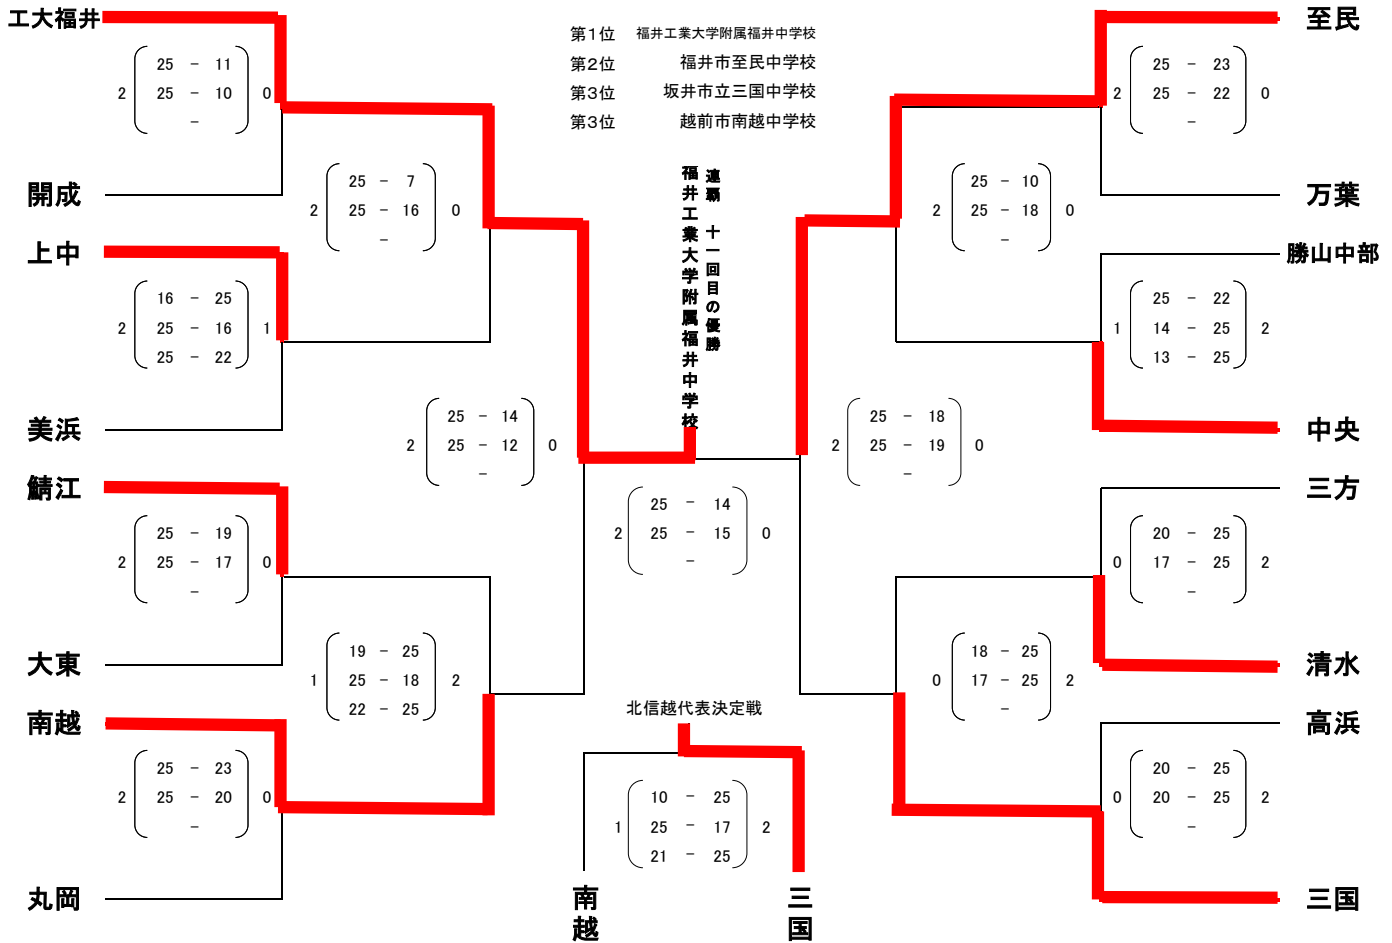 工大福井
至民
第1位 福井工業大学附属福井中学校
第2位 福井市至民中学校
第3位 坂井市立三国中学校
第3位 越前市南越中学校
25 - 11
2 25 - 10 0
-
25 - 23
2 25 - 22 0
-
開成
万葉
25 - 7
2 25 - 16 0
-
25 - 10
2 25 - 18 0
-
連覇 十一回目の優勝
福井工業大学附属福井中学校
上中
勝山中部
16 - 25
2 25 - 16 1
25 - 22
25 - 22
1 14 - 25 2
13 - 25
美浜
中央
25 - 14
2 25 - 12 0
-
25 - 18
2 25 - 19 0
-
鯖江
三方
25 - 14
2 25 - 15 0
-
25 - 19
2 25 - 17 0
-
20 - 25
0 17 - 25 2
-
大東
清水
19 - 25
1 25 - 18 2
22 - 25
18 - 25
0 17 - 25 2
-
南越
高浜
北信越代表決定戦
25 - 23
2 25 - 20 0
-
20 - 25
0 20 - 25 2
-
10 - 25
1 25 - 17 2
21 - 25
丸岡
三国
南越
三国